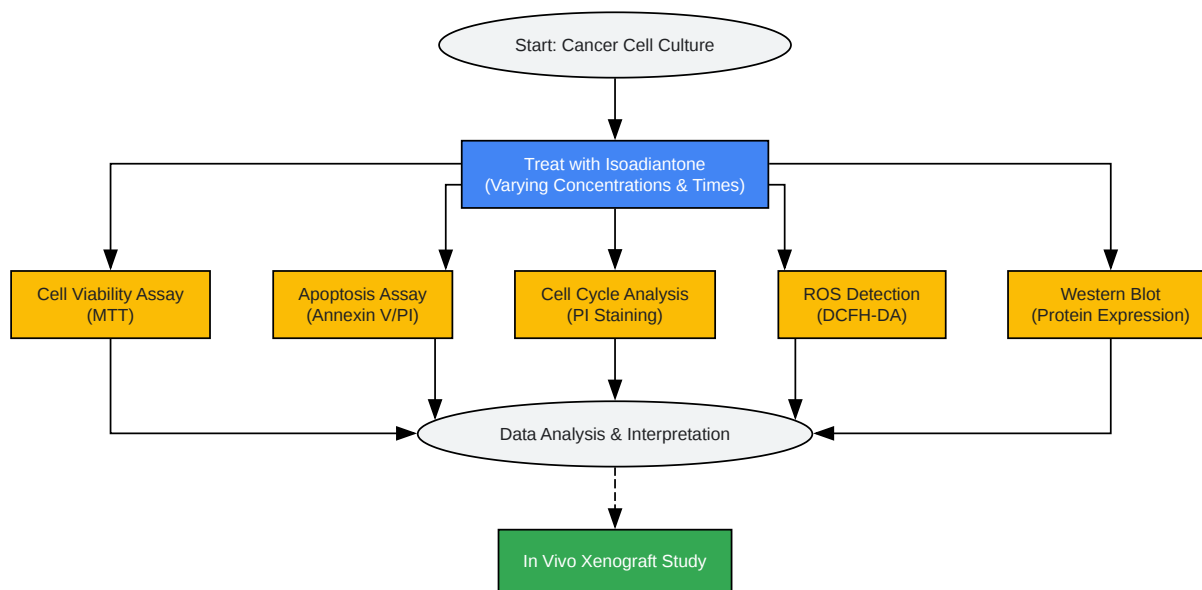 Start: Cancer Cell Culture
Treat with Isoadiantone
(Varying Concentrations & Times)
Cell Viability Assay
(MTT)
Apoptosis Assay
(Annexin V/PI)
Cell Cycle Analysis
(PI Staining)
ROS Detection
(DCFH-DA)
Western Blot
(Protein Expression)
Data Analysis & Interpretation
In Vivo Xenograft Study